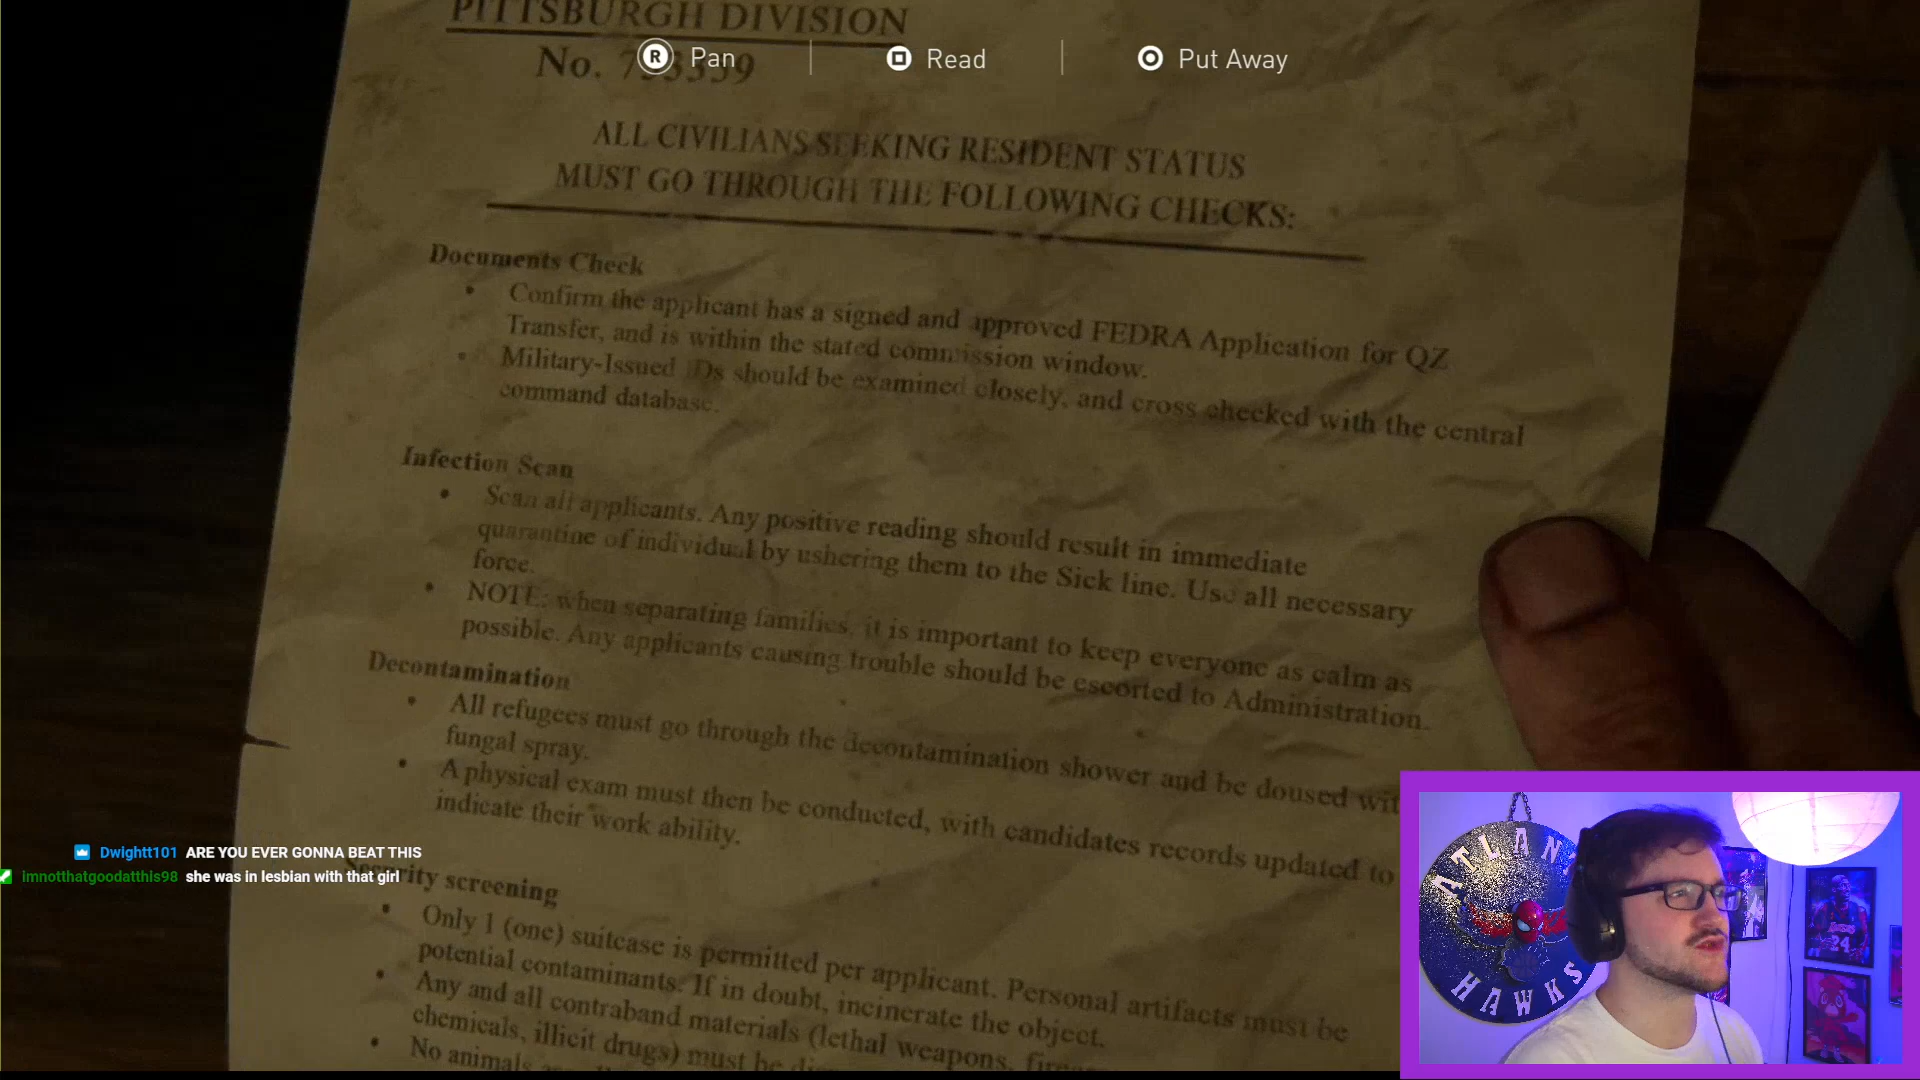 PITTSBURGH DIVISION
R Pan
Read
Put Away
No.
ALL CIVILIANS SEEKING RESIDENT STATUS
MUST GO THROUGH THE FOLLOWING CHECKS:
Documents Check
• Confirm the applicant has a signed and approved FEDRA Application for QZ
Transfer, and is within the stated commission window.
• Military-Issued IDs should be examined closely, and cross checked with the central
command database.
Infection Scan
• Scan all applicants. Any positive reading should result in immediate
quarantine of individual by ushering them to the Sick line. Use all necessary
force.
• NOTE: when separating families, it is important to keep everyone as calm as
possible. Any applicants causing trouble should be escorted to Administration.
Decontamination
• All refugees must go through the decontamination shower and be doused wit
fungal spray.
• A physical exam must then be conducted, with candidates records updated to
indicate their work ability.
Dwightt101 ARE YOU EVER GONNA BEAT THIS
Imnotthatgoodatthis98 she was in lesbian with that girl
Security screening
• Only 1 (one) suitcase is permitted per applicant. Personal artifacts must be
potential contaminants. If in doubt, incinerate the object.
• Any and all contraband materials (lethal weapons,
chemicals, illicit drugs) must be
• No animals
ATLAN
HAWKS
24